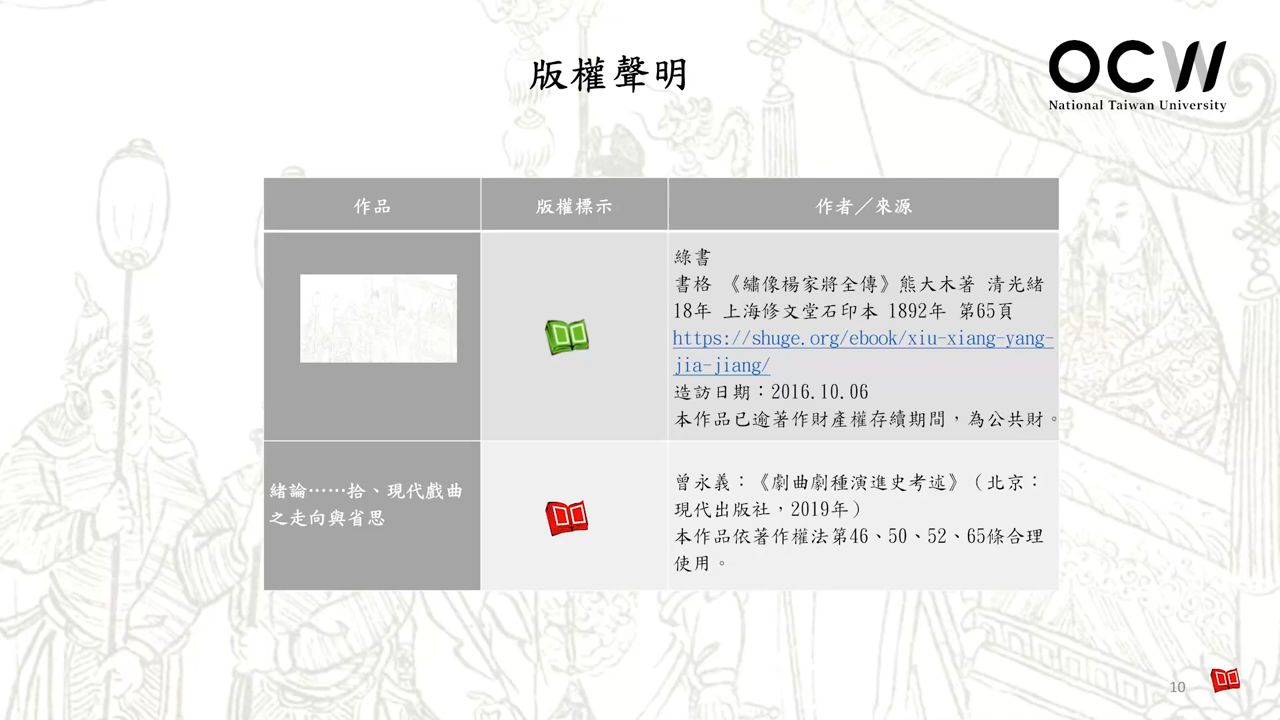 版權聲明
OCW
National Taiwan University
作品
版權標示
作者／來源
綠書
書格 《繡像楊家將全傳》熊大木著 清光緒
18年 上海修文堂石印本 1892年 第65頁
https://shuge.org/ebook/xiu-xiang-yang-
jia-jiang/
造訪日期：2016.10.06
本作品已逾著作財產權存續期間，為公共財。
緒論……拾、現代戲曲
之走向與省思
曾永義：《劇曲劇種演進史考述》（北京：
現代出版社，2019年）
本作品依著作權法第46、50、52、65條合理
使用。
10